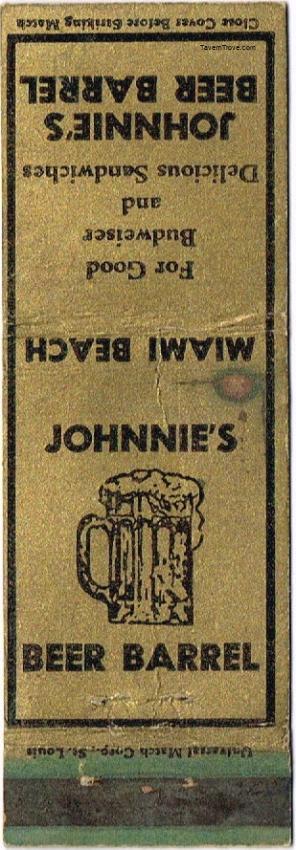 Close Cover Before Striking Match
TavernTrove.com
For Good
Budweiser
and
Delicious Sandwiches
JOHNNIE'S
BEER BARREL
MIAMI BEACH
JOHNNIE'S
BEER BARREL
Universal Match Corp., St. Louis